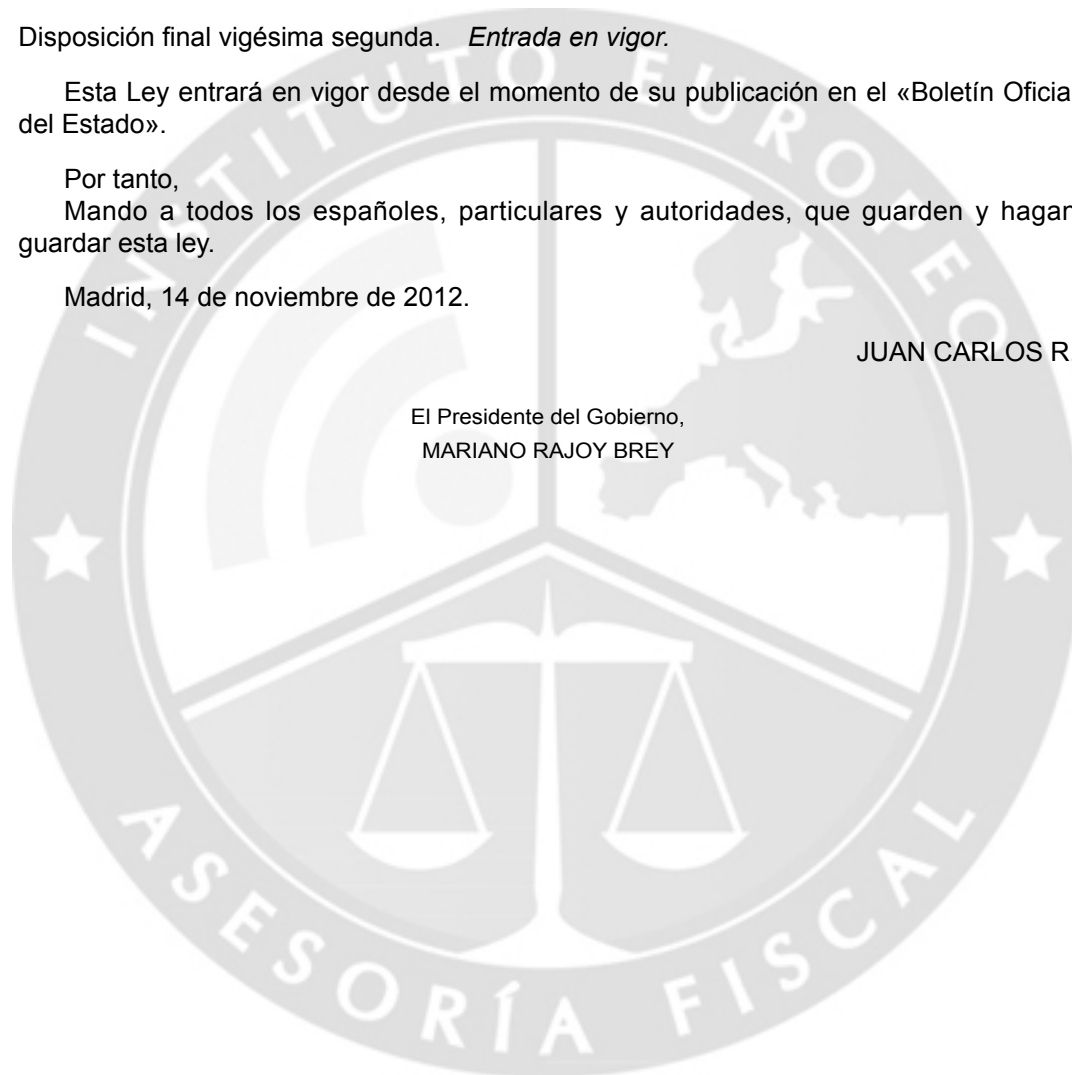 Disposición final vigésima segunda. Entrada en vigor.
Esta Ley entrará en vigor desde el momento de su publicación en el «Boletín Oficia
del Estado».
Por tanto,
Mando a todos los españoles, particulares y autoridades, que guarden y hagan
guardar esta ley.
Madrid, 14 de noviembre de 2012.
JUAN CARLOS R
El Presidente del Gobierno,
MARIANO RAJOY BREY
INSTITUTO EUROPEO
ASESORÍA FISCAL